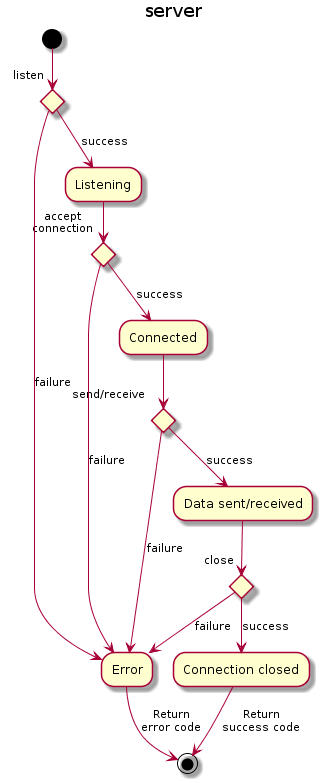 server
listen
success
Listening
accept
connection
success
Connected
failure
send/receive
failure
success
Data sent/received
failure
close
failure
success
Error
Connection closed
Return
error code
Return
success code